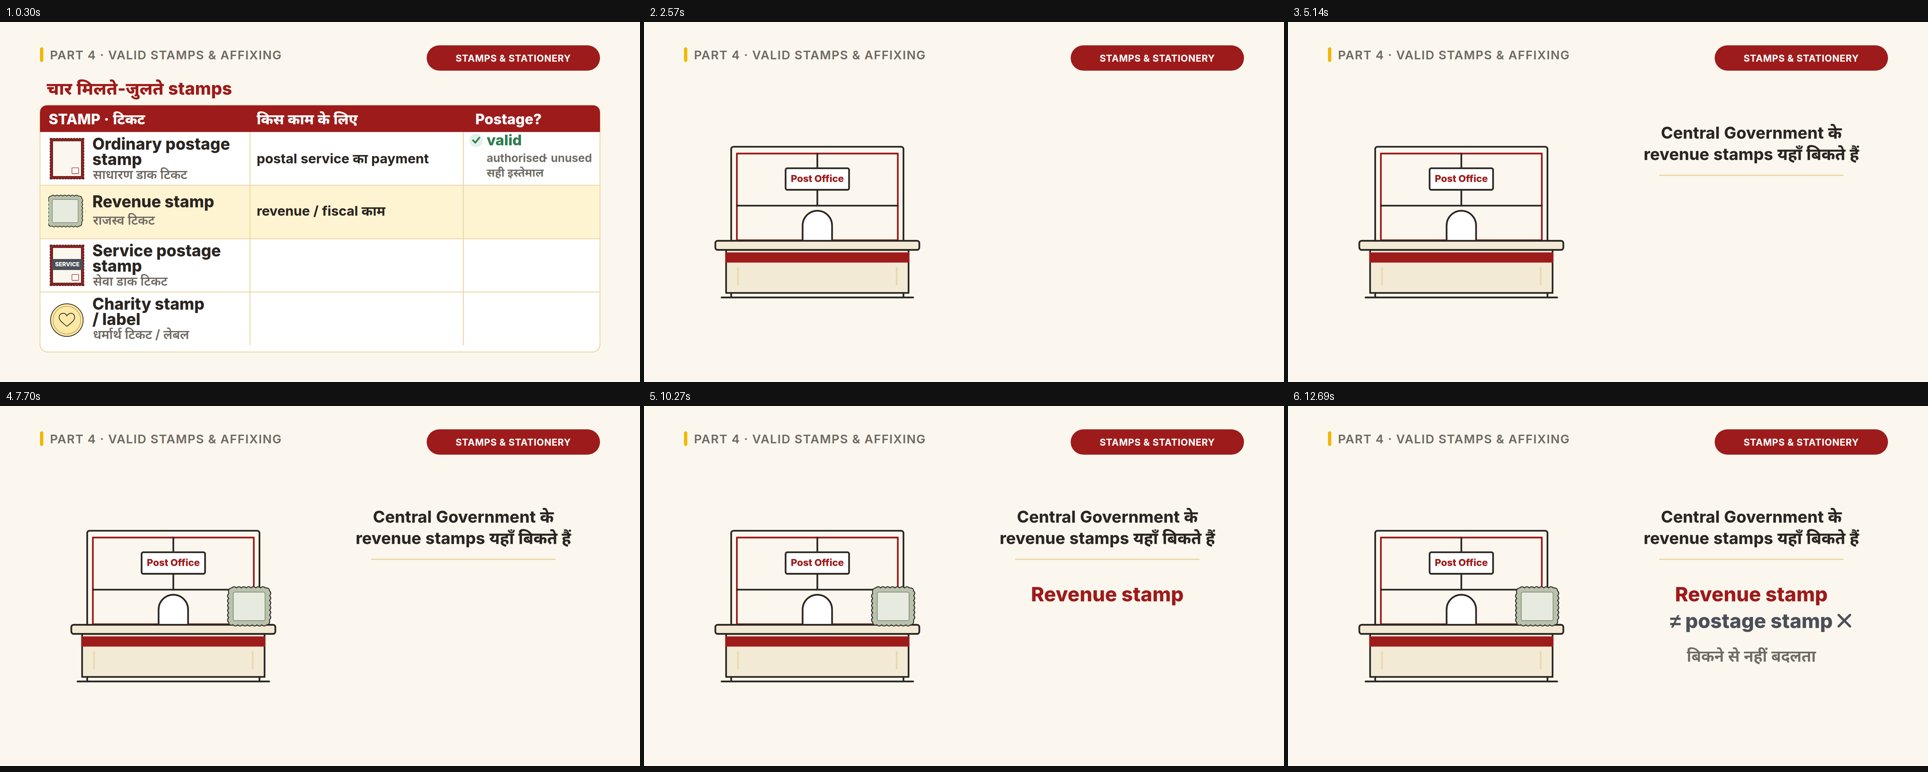 1. 0.30s
PART 4 · VALID STAMPS & AFFIXING
STAMPS & STATIONERY
चार मिलते-जुलते stamps
STAMP · टिकट
किस काम के लिए
Postage?
Ordinary postage
stamp
साधारण डाक टिकट
postal service का payment
valid
authorised· unused
सही इस्तेमाल
Revenue stamp
राजस्व टिकट
revenue / fiscal काम
SERVICE
Service postage
stamp
सेवा डाक टिकट
Charity stamp
/ label
धर्मार्थ टिकट / लेबल
2. 2.57s
PART 4 · VALID STAMPS & AFFIXING
STAMPS & STATIONERY
Post Office
3. 5.14s
PART 4 · VALID STAMPS & AFFIXING
STAMPS & STATIONERY
Central Government के
revenue stamps यहाँ बिकते हैं
Post Office
4. 7.70s
PART 4 · VALID STAMPS & AFFIXING
STAMPS & STATIONERY
Central Government के
revenue stamps यहाँ बिकते हैं
Post Office
5. 10.27s
PART 4 · VALID STAMPS & AFFIXING
STAMPS & STATIONERY
Central Government के
revenue stamps यहाँ बिकते हैं
Post Office
Revenue stamp
6. 12.69s
PART 4 · VALID STAMPS & AFFIXING
STAMPS & STATIONERY
Central Government के
revenue stamps यहाँ बिकते हैं
Post Office
Revenue stamp
≠ postage stamp ✕
बिकने से नहीं बदलता